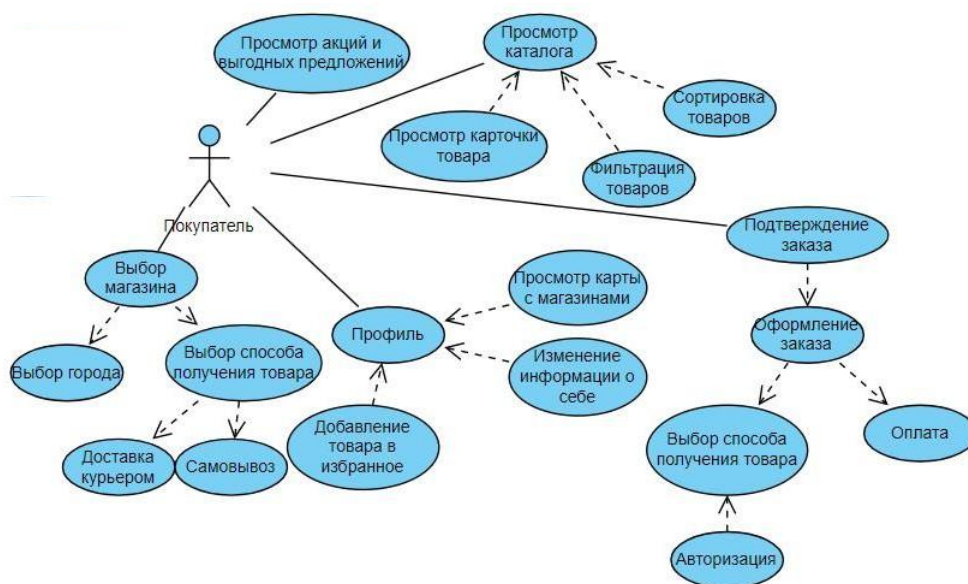 Просмотр акций и
выгодных предложений
Просмотр
каталога
Сортировка
товаров
Просмотр карточки
товара
Фильтрация
товаров
Покупатель
Подтверждение
заказа
Выбор
магазина
Просмотр карты
с магазинами
Профиль
Оформление
заказа
Выбор города
Выбор способа
получения товара
Изменение
информации о
себе
Добавление
товара в
избранное
Выбор способа
получения товара
Оплата
Доставка
курьером
Самовывоз
Авторизация